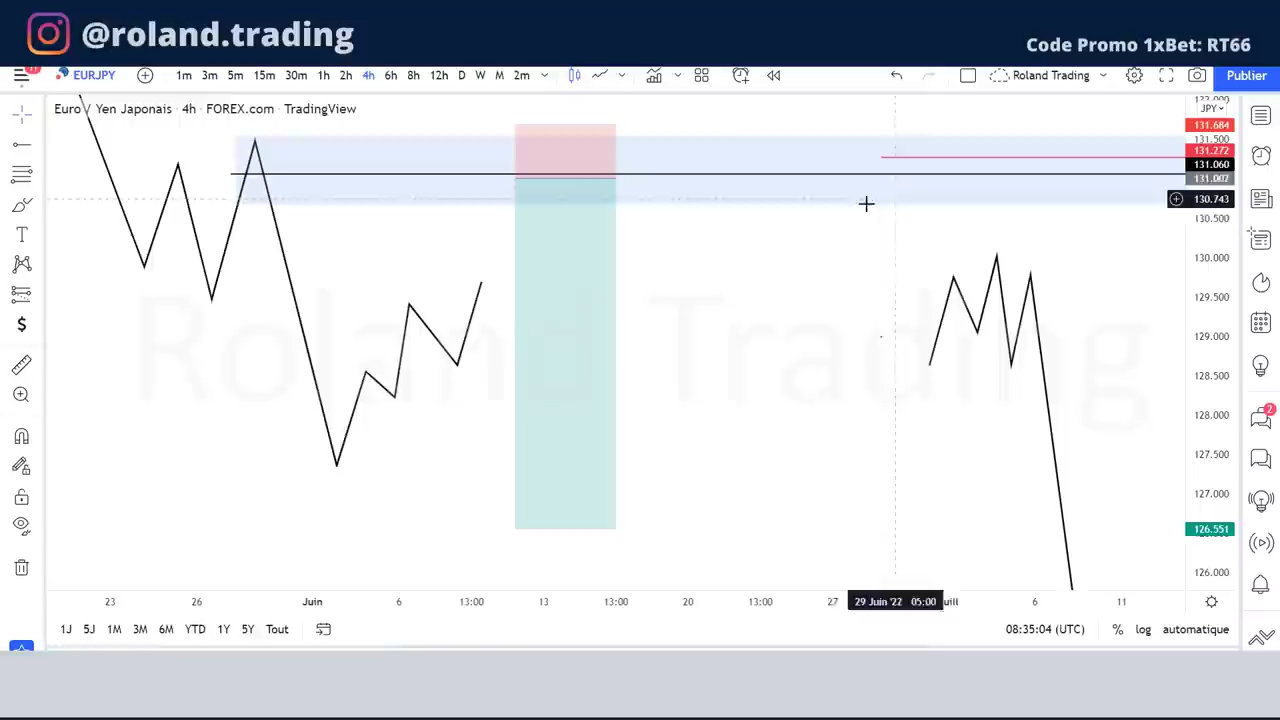 @roland.trading
Code Promo 1xBet: RT66
11 EURJPY 1m 3m 5m 15m 30m 1h 2h 4h 6h 8h 12h D W M 2m Roland Trading Publier
Euro / Yen Japonais · 4h · FOREX.com · TradingView
JPY
131.684
131.500
131.272
131.060
131.007
130.743
130.500
130.000
129.500
129.000
128.500
128.000
127.500
127.000
126.551
126.000
Roland Trading
T
$
2
23 26 Juin 6 13:00 13 13:00 20 13:00 27 29 Juin '22 05:00 uill 6 11
1J 5J 1M 3M 6M YTD 1Y 5Y Tout 08:35:04 (UTC) % log automatique